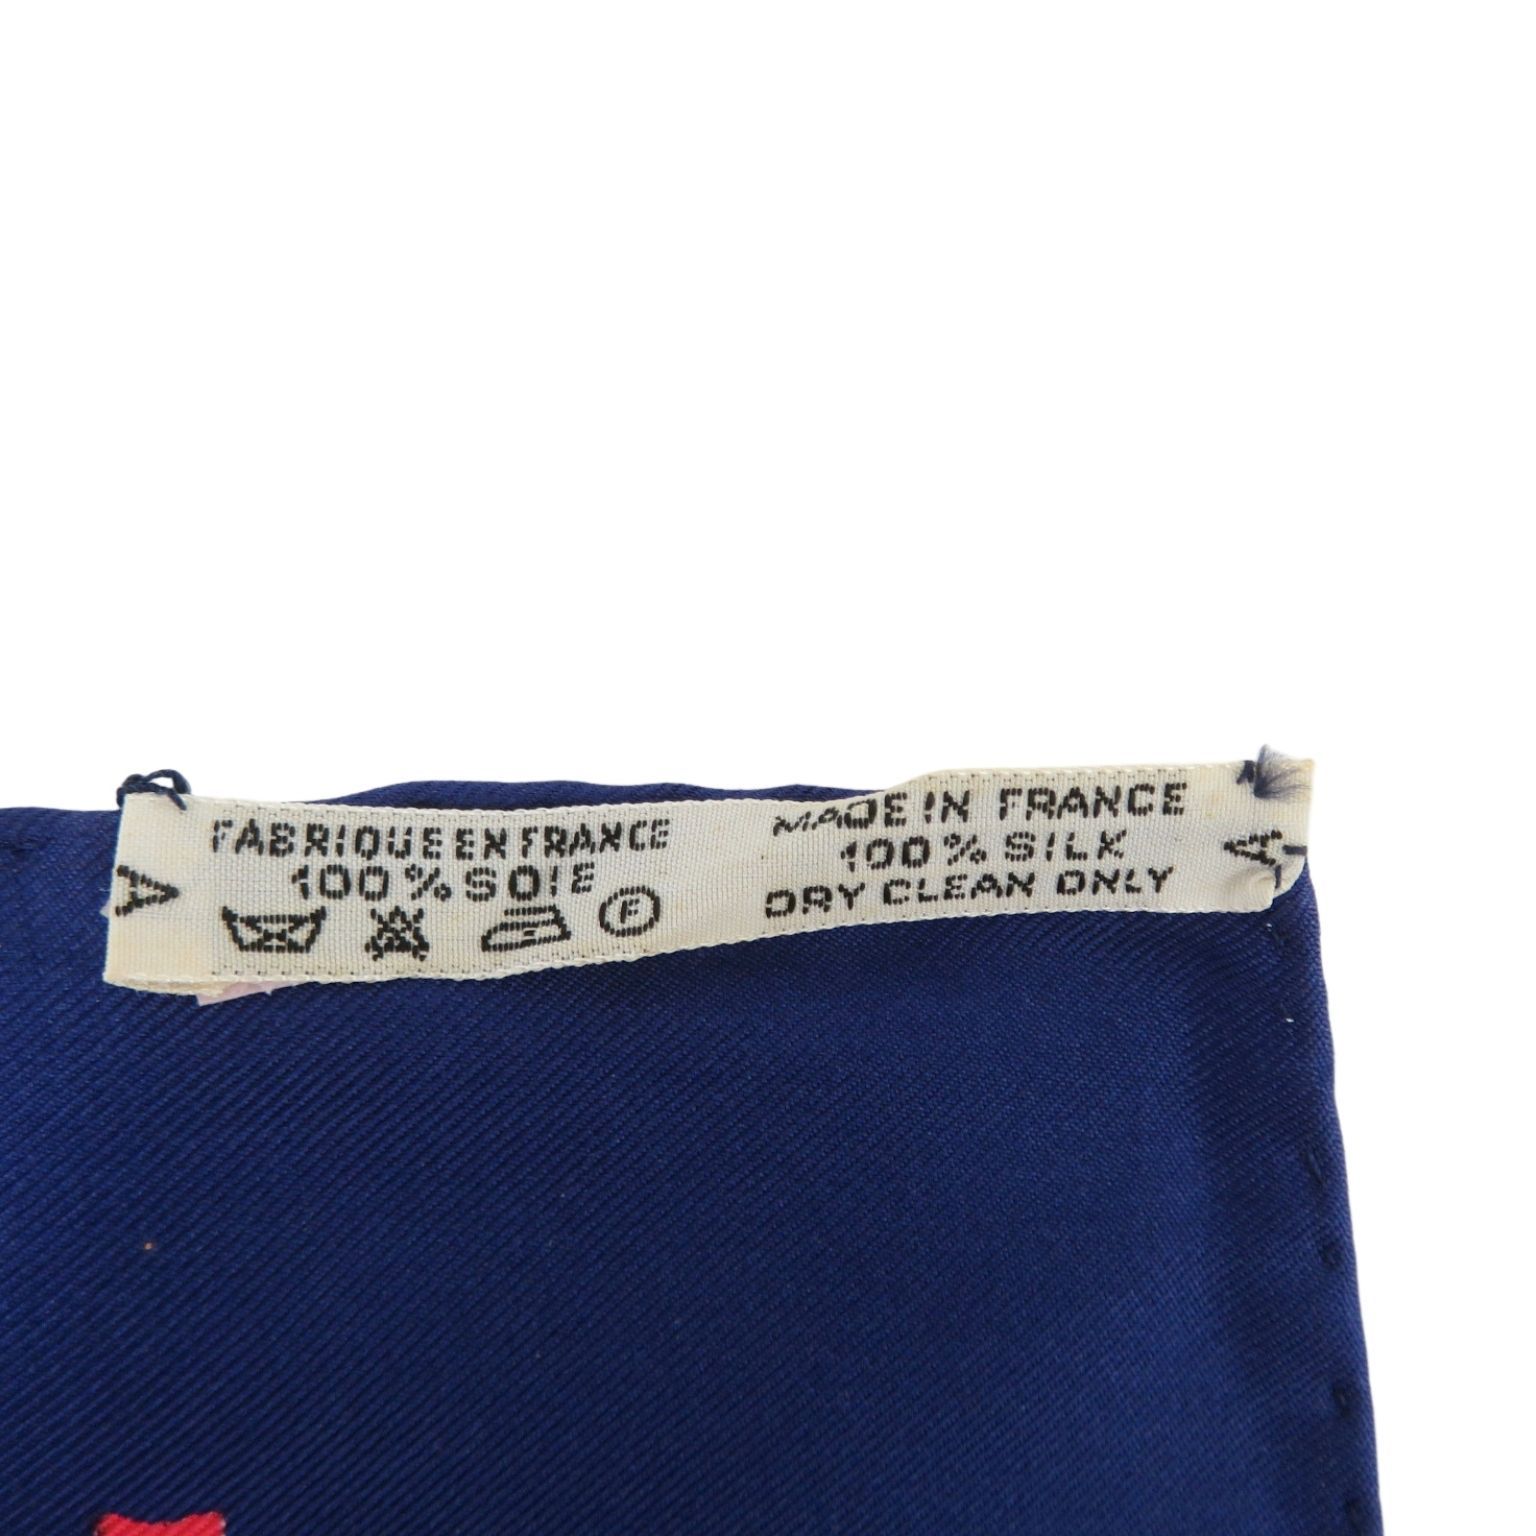 FABRIQUE EN FRANCE
100% SOIE
F
A
MADE IN FRANCE
100% SILK
DRY CLEAN ONLY
A